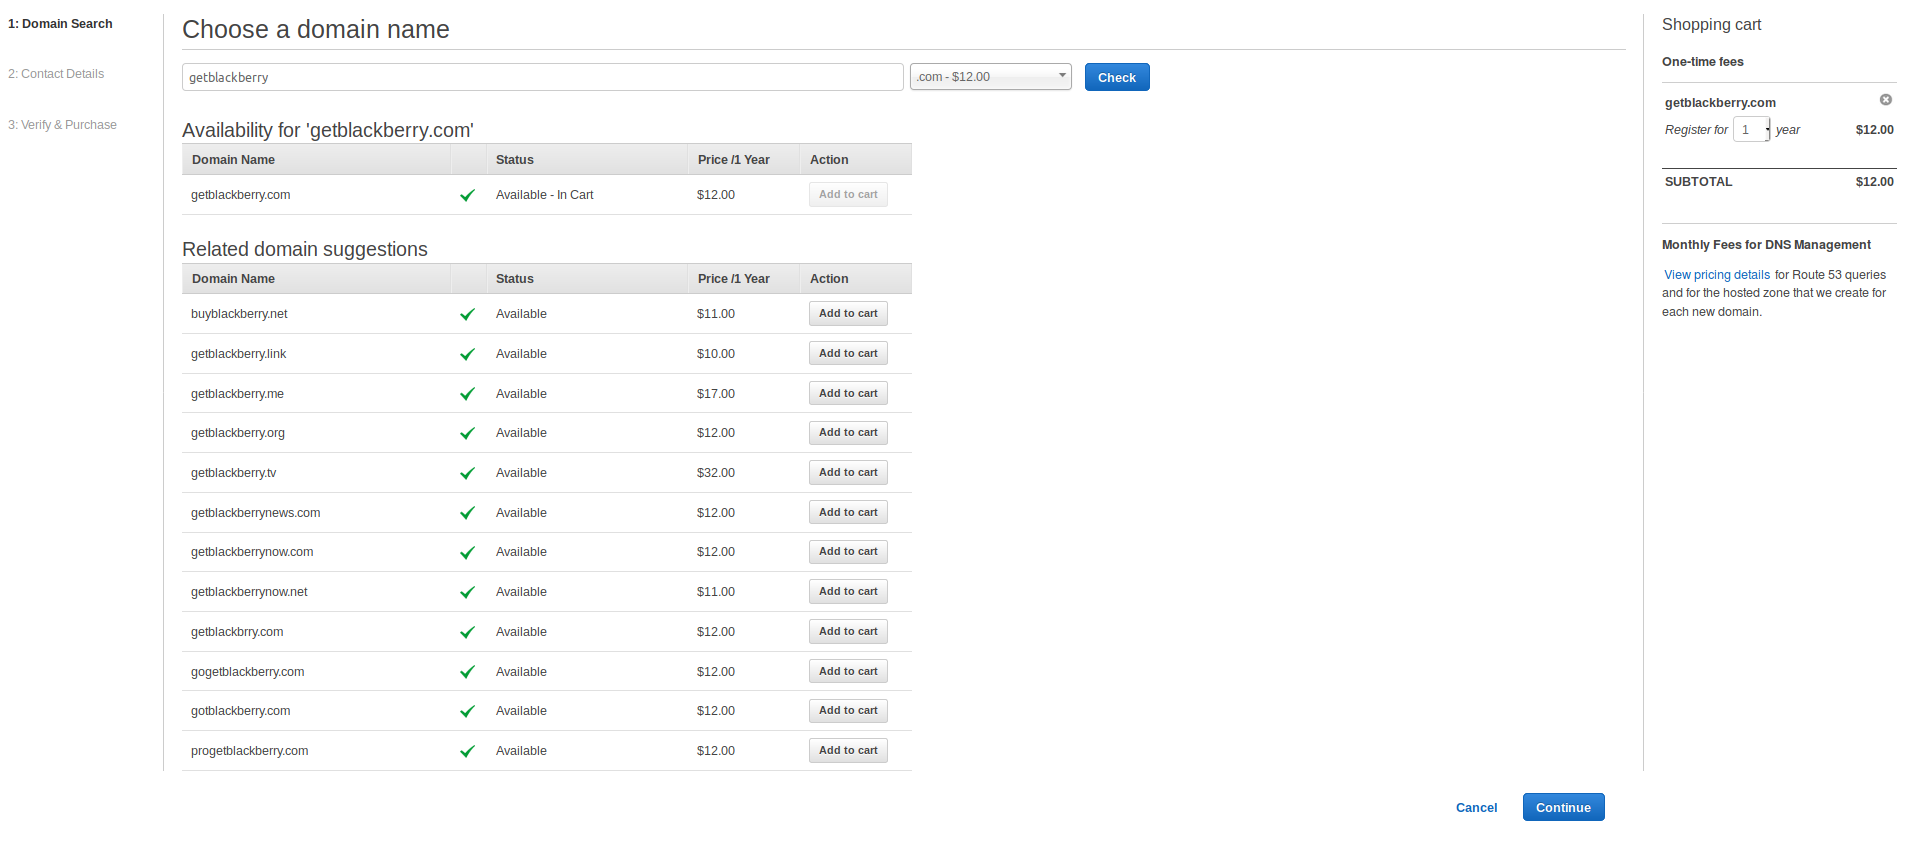 1: Domain Search
2: Contact Details
3: Verify & Purchase
Choose a domain name
getblackberry .com - $12.00 Check
Availability for 'getblackberry.com'
Domain Name Status Price /1 Year Action
getblackberry.com Available - In Cart $12.00 Add to cart
Related domain suggestions
Domain Name Status Price /1 Year Action
buyblackberry.net Available $11.00 Add to cart
getblackberry.link Available $10.00 Add to cart
getblackberry.me Available $17.00 Add to cart
getblackberry.org Available $12.00 Add to cart
getblackberry.tv Available $32.00 Add to cart
getblackberrynews.com Available $12.00 Add to cart
getblackberrynow.com Available $12.00 Add to cart
getblackberrynow.net Available $11.00 Add to cart
getblackbrry.com Available $12.00 Add to cart
gogetblackberry.com Available $12.00 Add to cart
gotblackberry.com Available $12.00 Add to cart
progetblackberry.com Available $12.00 Add to cart
Cancel Continue
Shopping cart
One-time fees
getblackberry.com
Register for 1 year $12.00
SUBTOTAL $12.00
Monthly Fees for DNS Management
View pricing details for Route 53 queries
and for the hosted zone that we create for
each new domain.